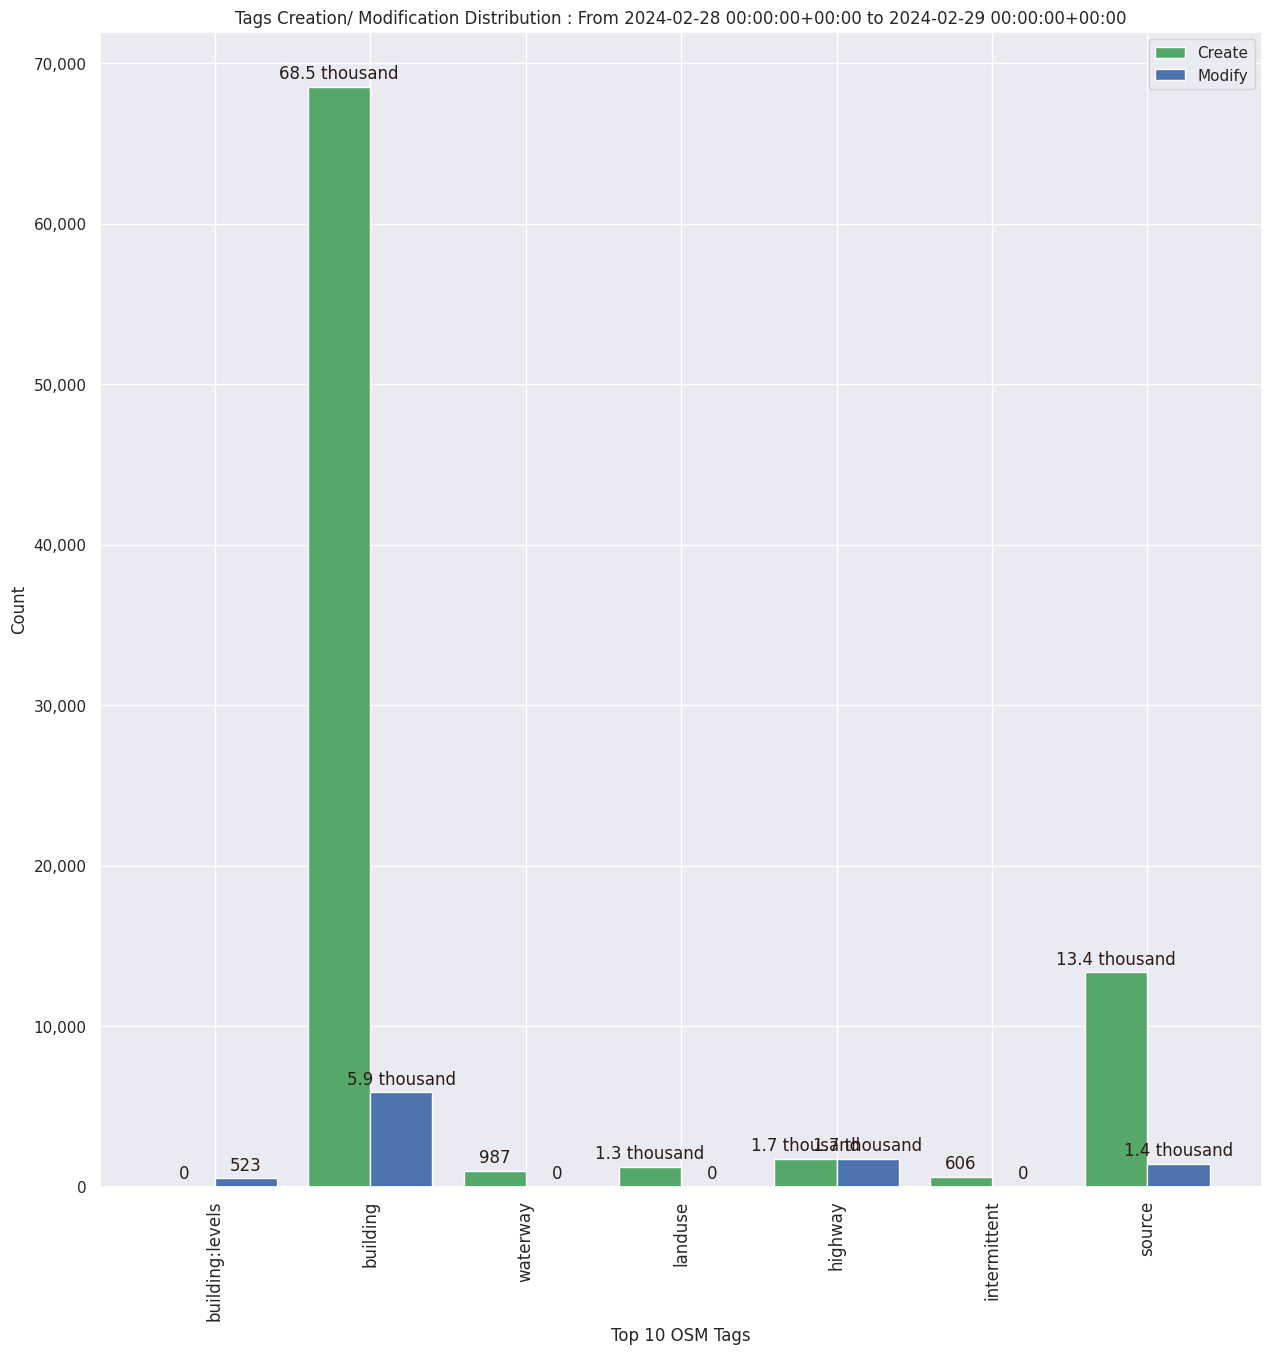 Tags Creation/ Modification Distribution : From 2024-02-28 00:00:00+00:00 to 2024-02-29 00:00:00+00:00
Create
Modify
70,000
60,000
50,000
40,000
30,000
20,000
10,000
0
Count
0
523
68.5 thousand
5.9 thousand
987
0
1.3 thousand
0
1.7 thousand
1.7 thousand
606
0
13.4 thousand
1.4 thousand
building:levels
building
waterway
landuse
highway
intermittent
source
Top 10 OSM Tags